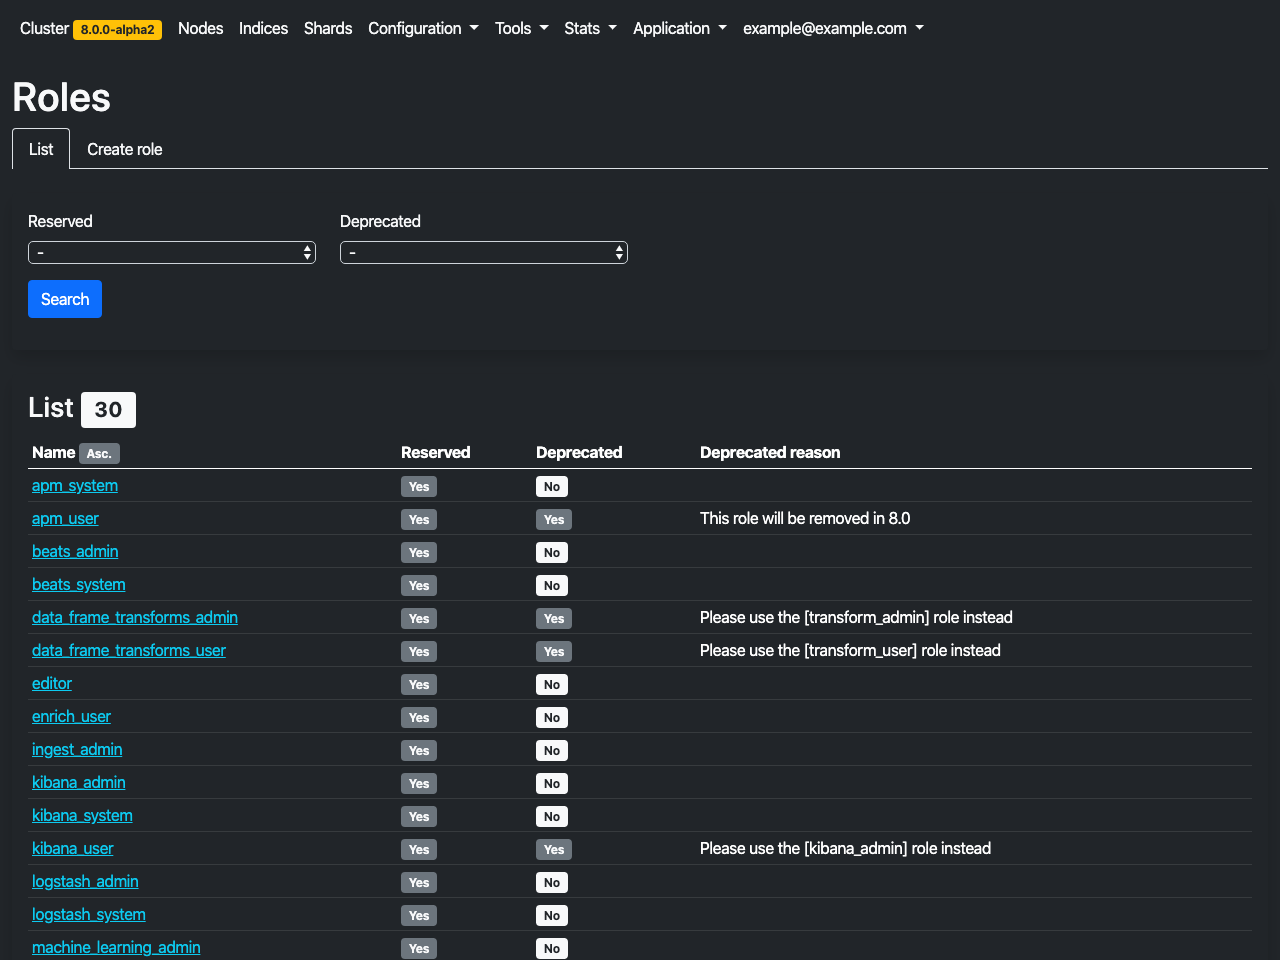 Cluster 8.0.0-alpha2 Nodes Indices Shards Configuration Tools Stats Application example@example.com
Roles
List Create role
Reserved Deprecated
- -
Search
List 30
Name Asc. Reserved Deprecated Deprecated reason
apm_system Yes No
apm_user Yes Yes This role will be removed in 8.0
beats_admin Yes No
beats_system Yes No
data_frame_transforms_admin Yes Yes Please use the [transform_admin] role instead
data_frame_transforms_user Yes Yes Please use the [transform_user] role instead
editor Yes No
enrich_user Yes No
ingest_admin Yes No
kibana_admin Yes No
kibana_system Yes No
kibana_user Yes Yes Please use the [kibana_admin] role instead
logstash_admin Yes No
logstash_system Yes No
machine_learning_admin Yes No